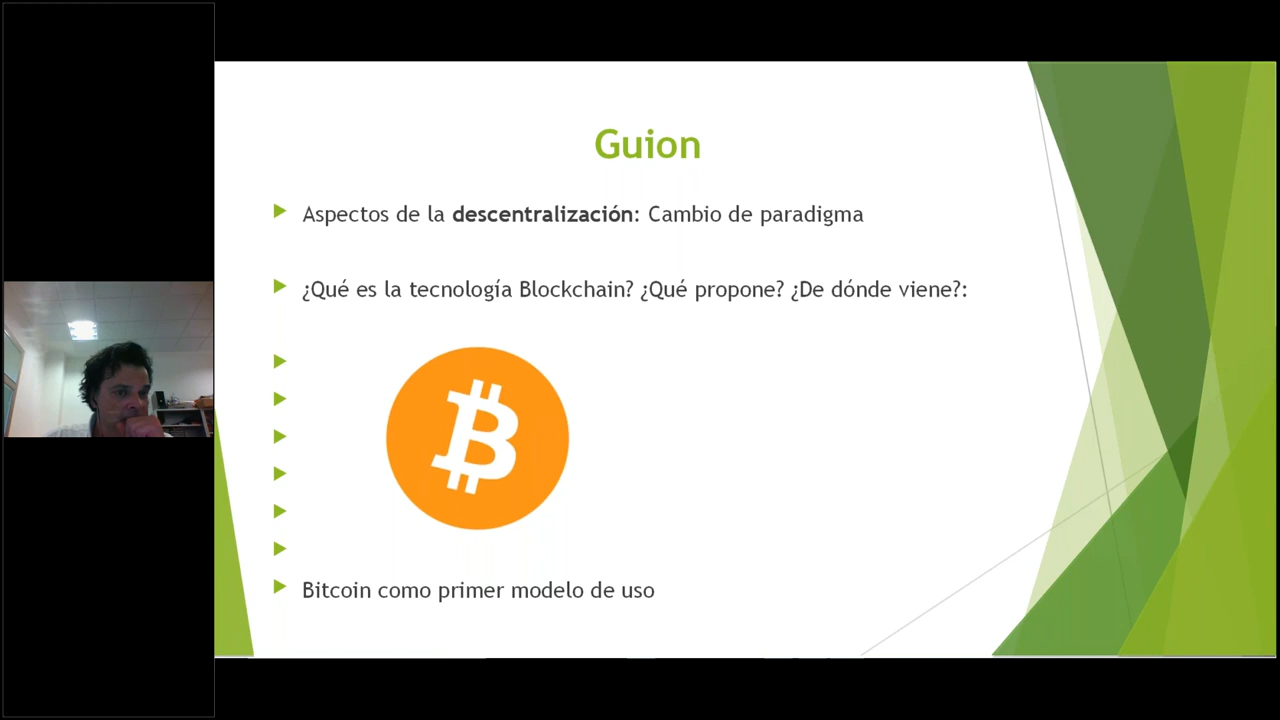 Guion
Aspectos de la descentralización: Cambio de paradigma
¿Qué es la tecnología Blockchain? ¿Qué propone? ¿De dónde viene?:
Bitcoin como primer modelo de uso